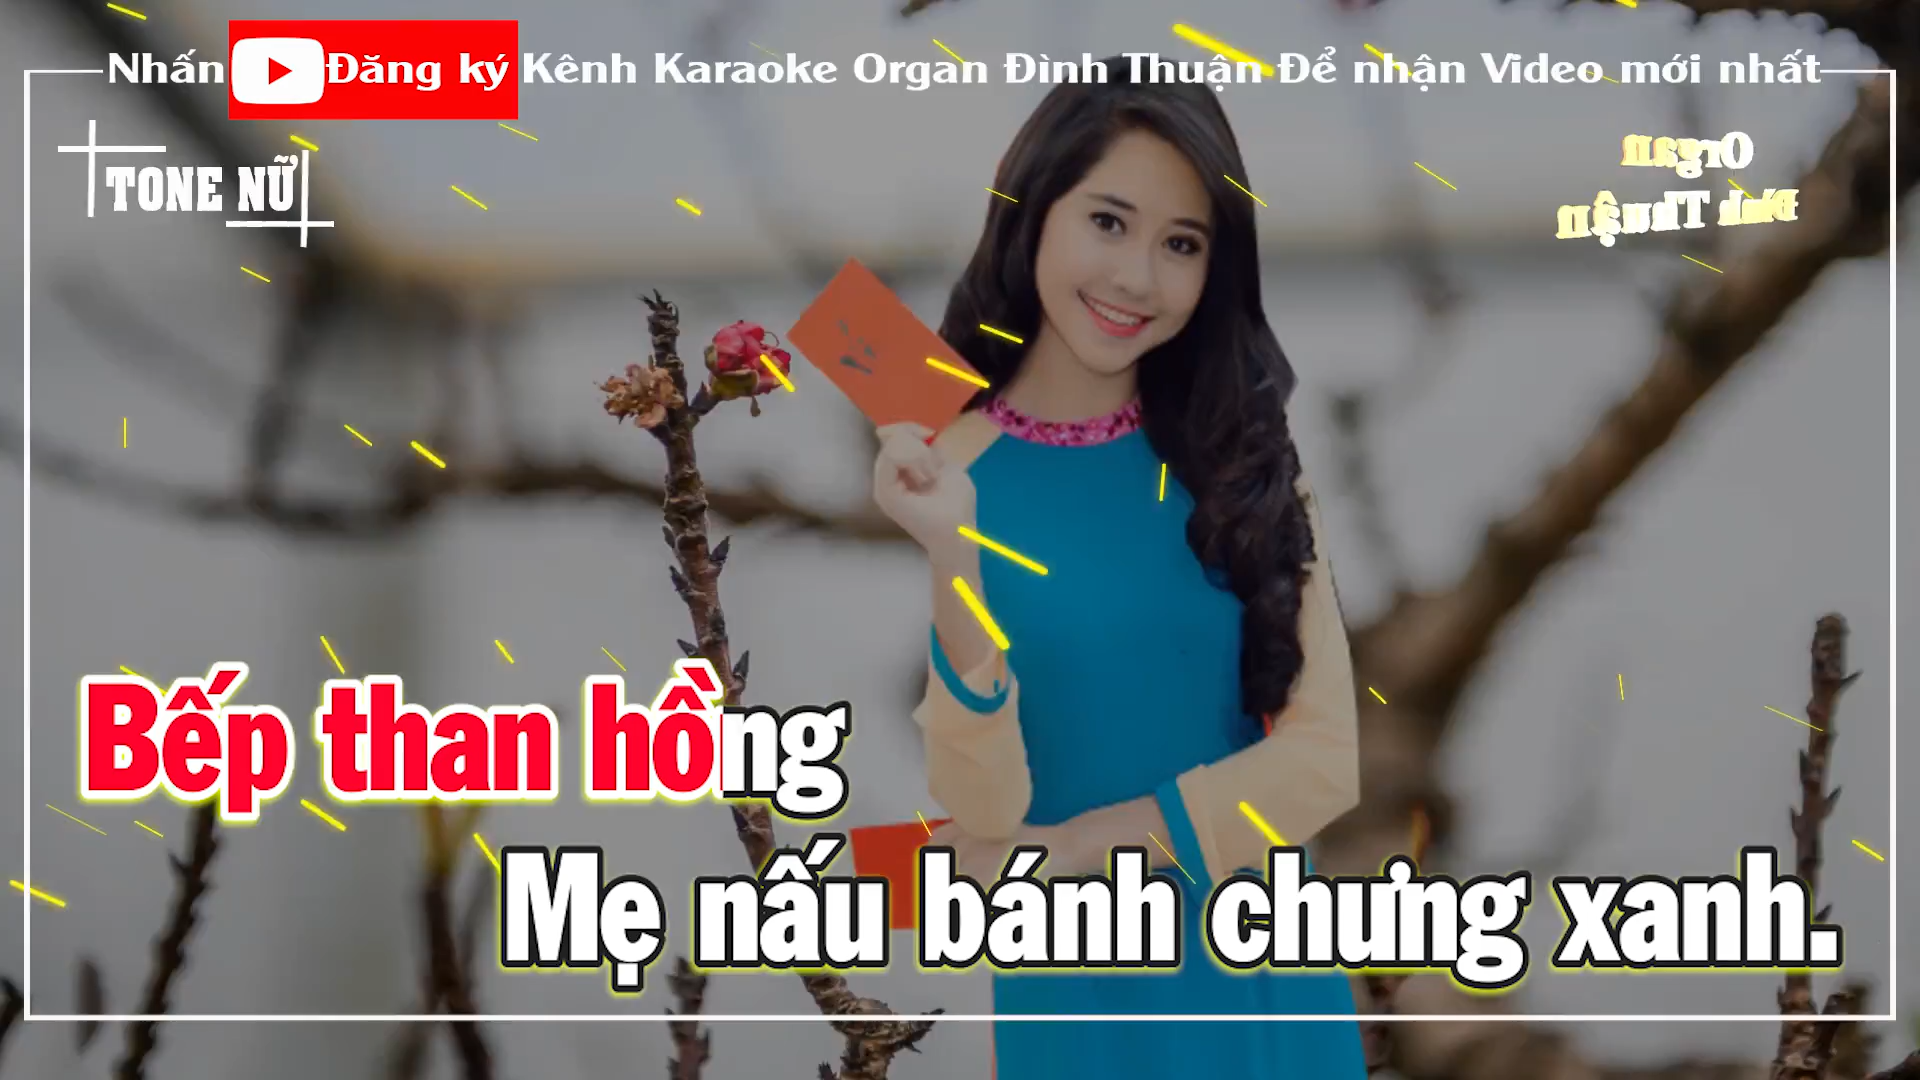 Nhấn Đăng ký Kênh Karaoke Organ Đình Thuận Để nhận Video mới nhất
TONE NỮ
Organ
Đình Thuận
Bếp than hồng
Mẹ nấu bánh chưng xanh.